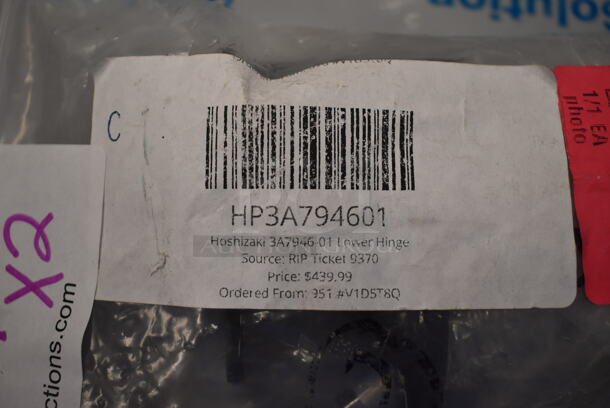 olution
C
HP3A794601
Hoshizaki 3A7946-01 Lower Hinge
Source: RIP Ticket 9370
Price: $439.99
Ordered From: 951 #V1D5T8Q
1/1 EA
photo
X2
ctions.com